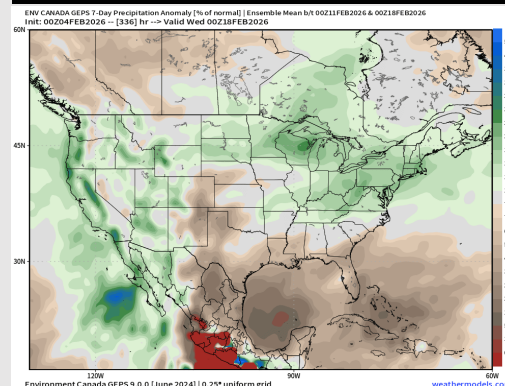 ENV CANADA GEPS 7-Day Precipitation Anomaly [% of normal] | Ensemble Mean b/t 00Z11FEB2026 & 00Z18FEB2026
Init: 00Z04FEB2026 -- [336] hr --> Valid Wed 00Z18FEB2026
60N
45N
30N
120W
90W
60W
Environment Canada GEPS 9.0.0 [June 2024] | 0.25° uniform grid
weathermodels.co